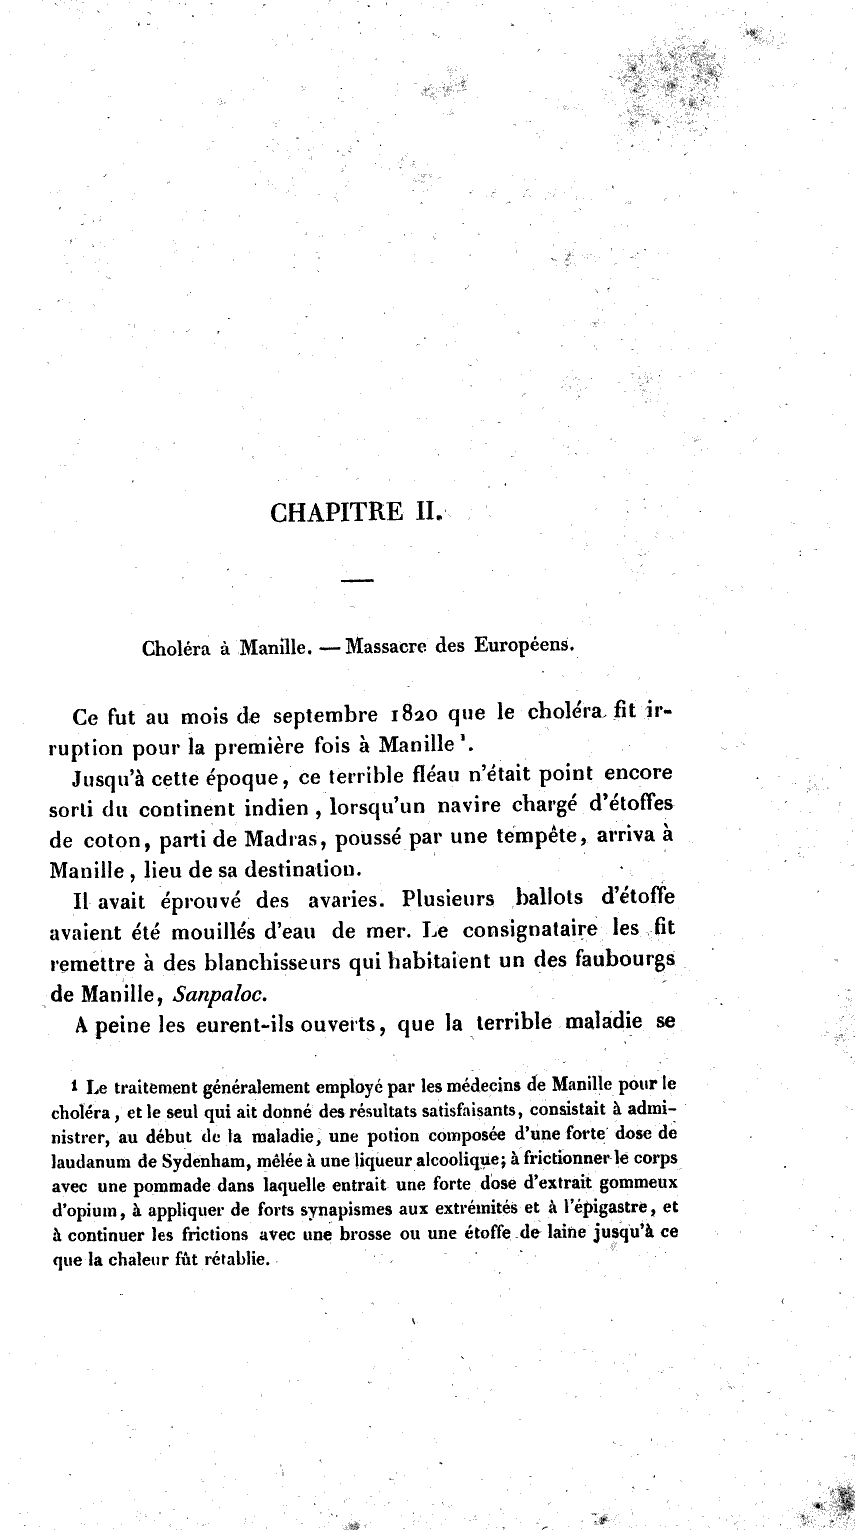 CHAPITRE II.
Choléra à Manille. — Massacre des Européens.
Ce fut au mois de septembre 1820 que le choléra fit ir-
ruption pour la première fois à Manille ¹.
Jusqu'à cette époque, ce terrible fléau n'était point encore
sorti du continent indien , lorsqu'un navire chargé d'étoffes
de coton, parti de Madras, poussé par une tempête, arriva à
Manille , lieu de sa destination.
Il avait éprouvé des avaries. Plusieurs ballots d'étoffe
avaient été mouillés d'eau de mer. Le consignataire les fit
remettre à des blanchisseurs qui habitaient un des faubourgs
de Manille, Sanpaloc.
A peine les eurent-ils ouverts, que la terrible maladie se
1 Le traitement généralement employé par les médecins de Manille pour le
choléra , et le seul qui ait donné des résultats satisfaisants, consistait à admi-
nistrer, au début de la maladie, une potion composée d'une forte dose de
laudanum de Sydenham, mêlée à une liqueur alcoolique; à frictionner le corps
avec une pommade dans laquelle entrait une forte dose d'extrait gommeux
d'opium, à appliquer de forts synapismes aux extrémités et à l'épigastre, et
à continuer les frictions avec une brosse ou une étoffe de laine jusqu'à ce
que la chaleur fût rétablie.